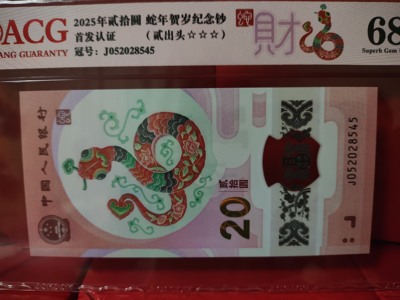 ACG
NG GUARANTY
2025年贰拾圆 蛇年贺岁纪念钞
首发认证 （贰出头☆☆☆）
冠号：J052028545
财
68
Superb Gem
中国人民银行
贰拾圆
20
J052028545